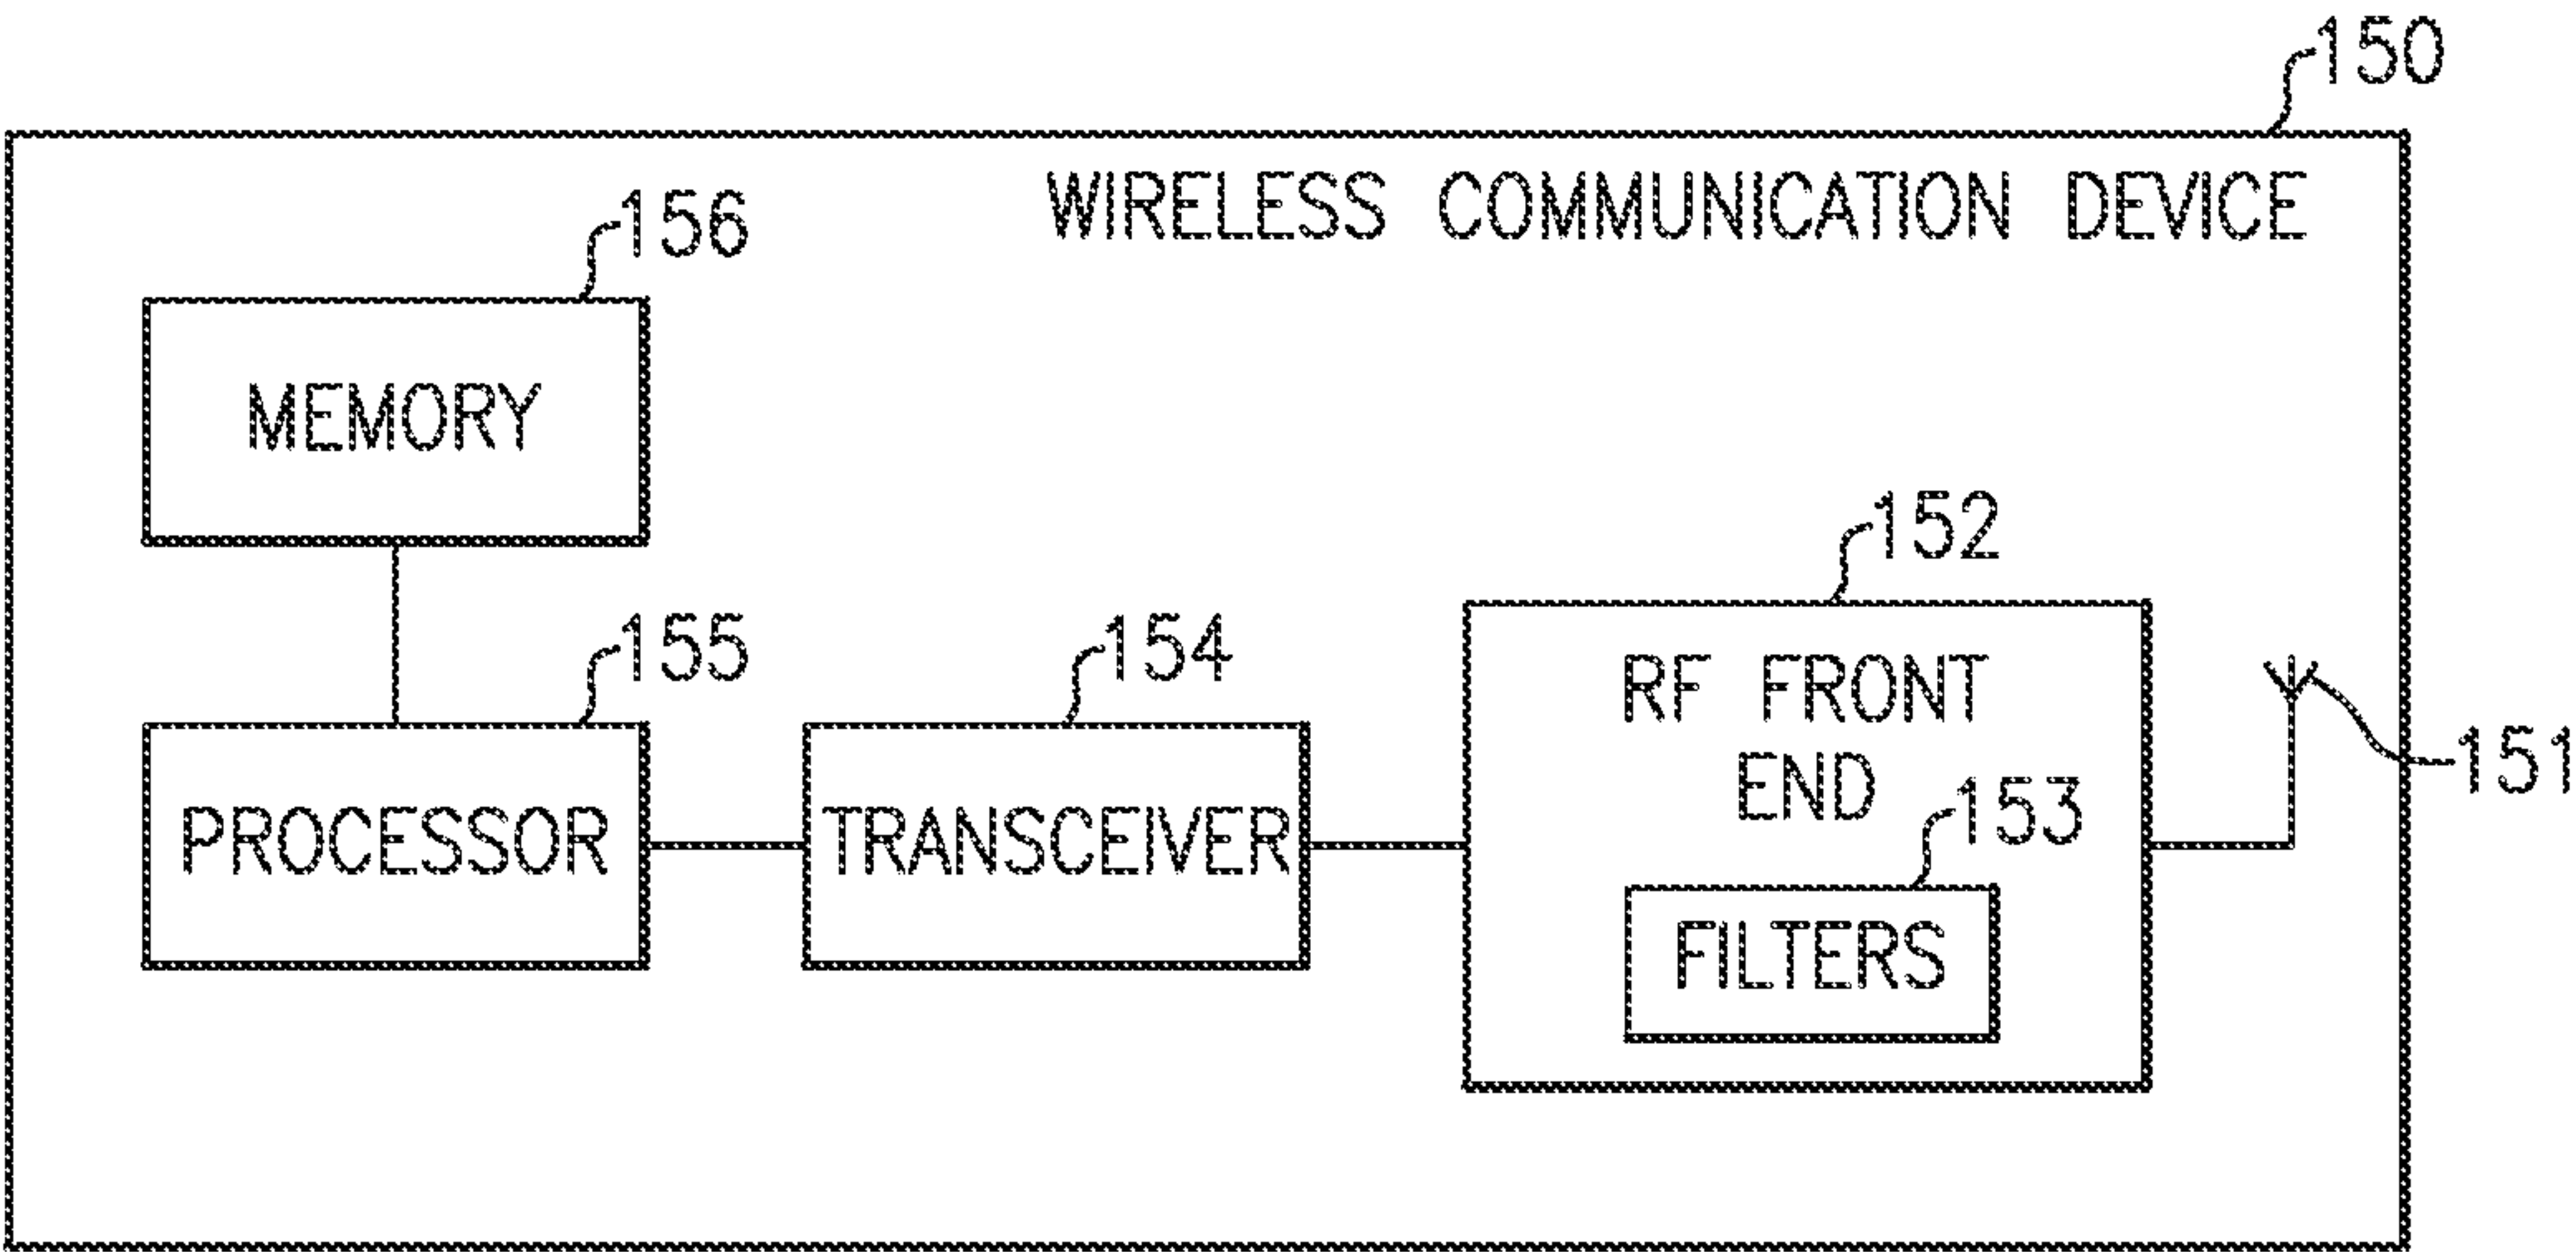 150
WIRELESS COMMUNICATION DEVICE
156
MEMORY
152
155
154
RF FRONT
END
151
153
PROCESSOR
TRANSCEIVER
FILTERS